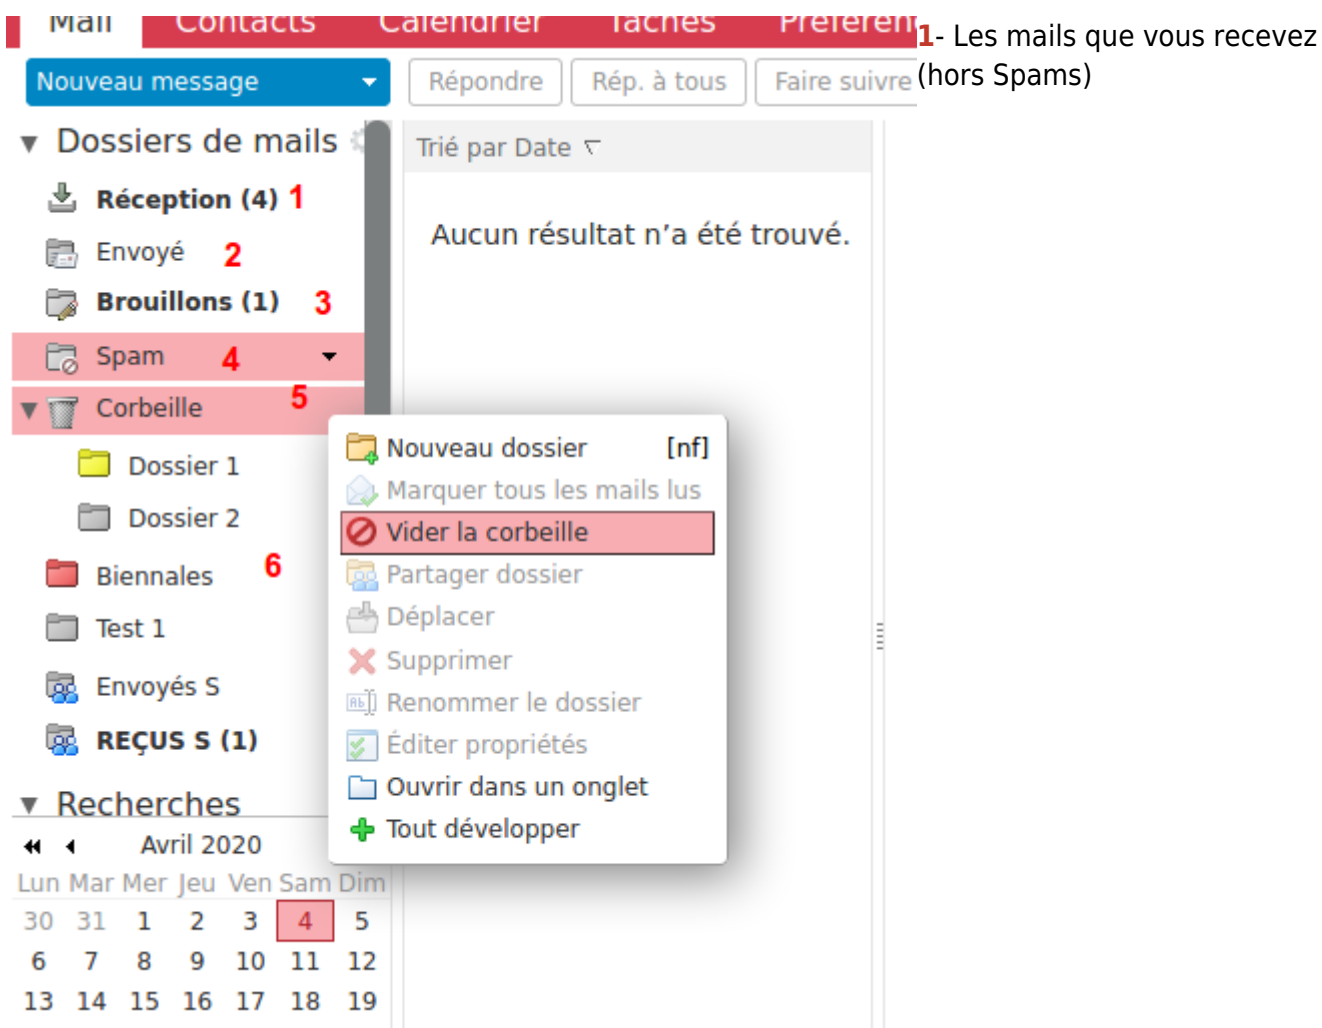 Mail Contacts Calendrier Tâches Préféren
1- Les mails que vous recevez
(hors Spams)
Nouveau message Répondre Rép. à tous Faire suivre
Dossiers de mails
Trié par Date
Réception (4) 1
Aucun résultat n’a été trouvé.
Envoyé 2
Brouillons (1) 3
Spam 4
Corbeille 5
Dossier 1
Dossier 2
Biennales 6
Test 1
Envoyés S
REÇUS S (1)
Nouveau dossier [nf]
Marquer tous les mails lus
Vider la corbeille
Partager dossier
Déplacer
Supprimer
Renommer le dossier
Éditer propriétés
Ouvrir dans un onglet
Tout développer
Recherches
Avril 2020
Lun Mar Mer Jeu Ven Sam Dim
30 31 1 2 3 4 5
6 7 8 9 10 11 12
13 14 15 16 17 18 19